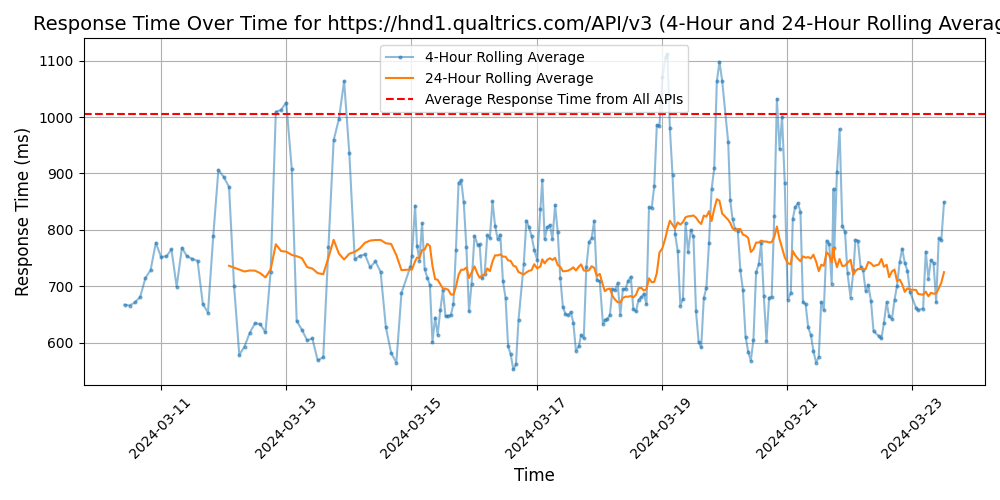 Response Time Over Time for https://hnd1.qualtrics.com/API/v3 (4-Hour and 24-Hour Rolling Averag
4-Hour Rolling Average
24-Hour Rolling Average
Average Response Time from All APIs
Response Time (ms)
1100
1000
900
800
700
600
2024-03-11
2024-03-13
2024-03-15
2024-03-17
2024-03-19
2024-03-21
2024-03-23
Time